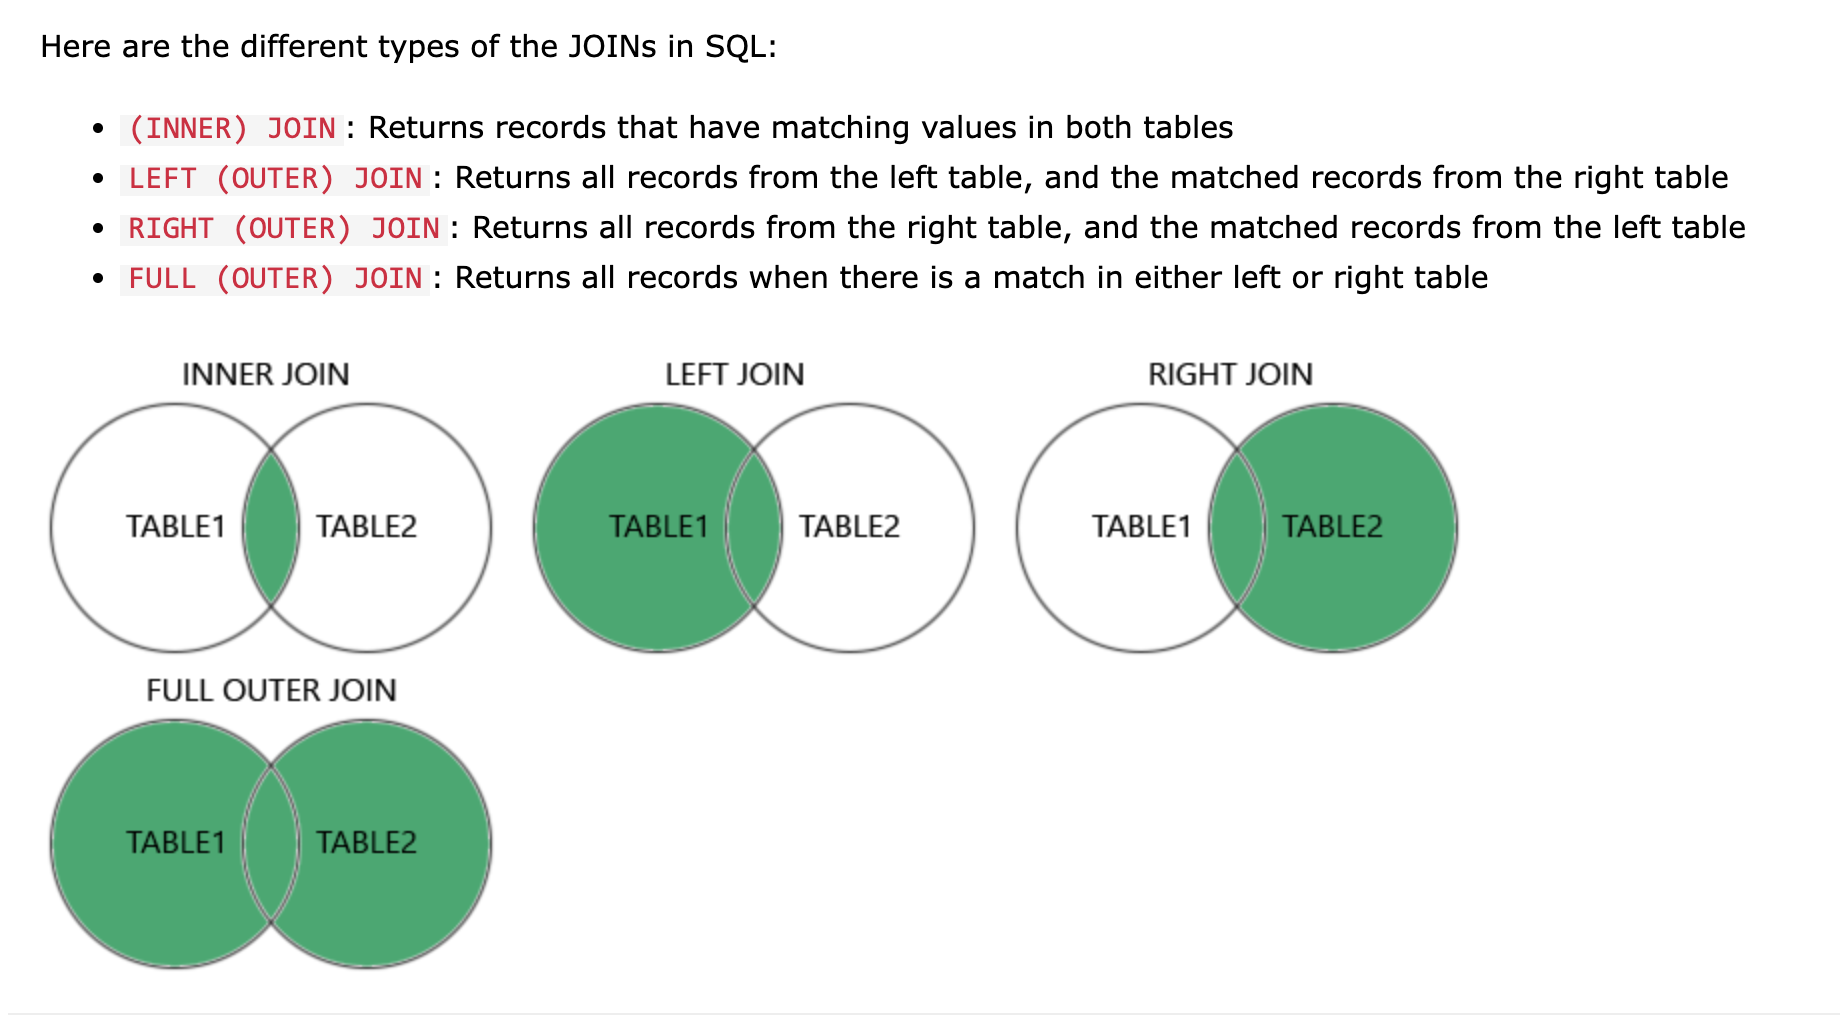 Here are the different types of the JOINs in SQL:
• (INNER) JOIN: Returns records that have matching values in both tables
• LEFT (OUTER) JOIN: Returns all records from the left table, and the matched records from the right table
• RIGHT (OUTER) JOIN: Returns all records from the right table, and the matched records from the left table
• FULL (OUTER) JOIN: Returns all records when there is a match in either left or right table
INNER JOIN
TABLE1 TABLE2
LEFT JOIN
TABLE1 TABLE2
RIGHT JOIN
TABLE1 TABLE2
FULL OUTER JOIN
TABLE1 TABLE2